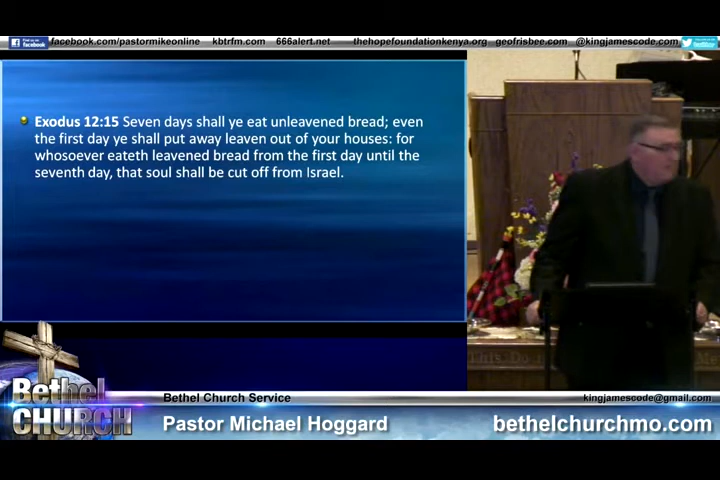 facebook.com/pastormikeonline kbtrfm.com 666alert.net thehopefoundationkenya.org geofrisbee.com @kingjamescode.com
Exodus 12:15 Seven days shall ye eat unleavened bread; even
the first day ye shall put away leaven out of your houses: for
whosoever eateth leavened bread from the first day until the
seventh day, that soul shall be cut off from Israel.
This Do
Bethel
CHURCH
Bethel Church Service
kingjamescode@gmail.com
Pastor Michael Hoggard
bethelchurchmo.com